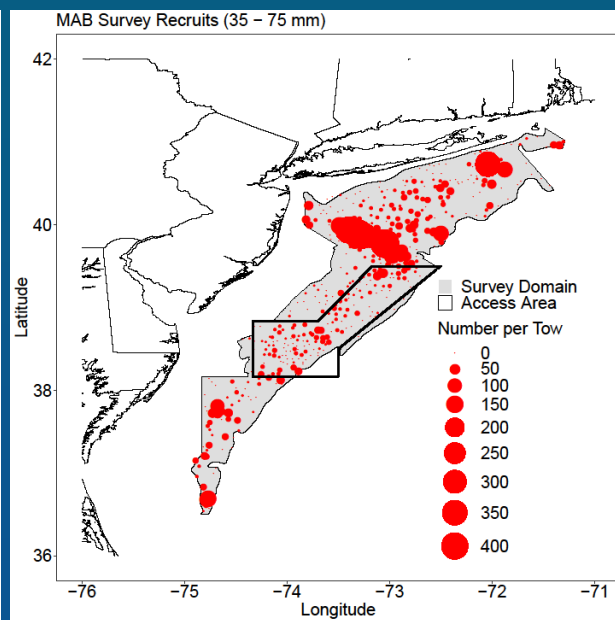 MAB Survey Recruits (35 − 75 mm)
42
40
38
36
Latitude
Survey Domain
Access Area
Number per Tow
0
50
100
150
200
250
300
350
400
−76 −75 −74 −73 −72 −71
Longitude